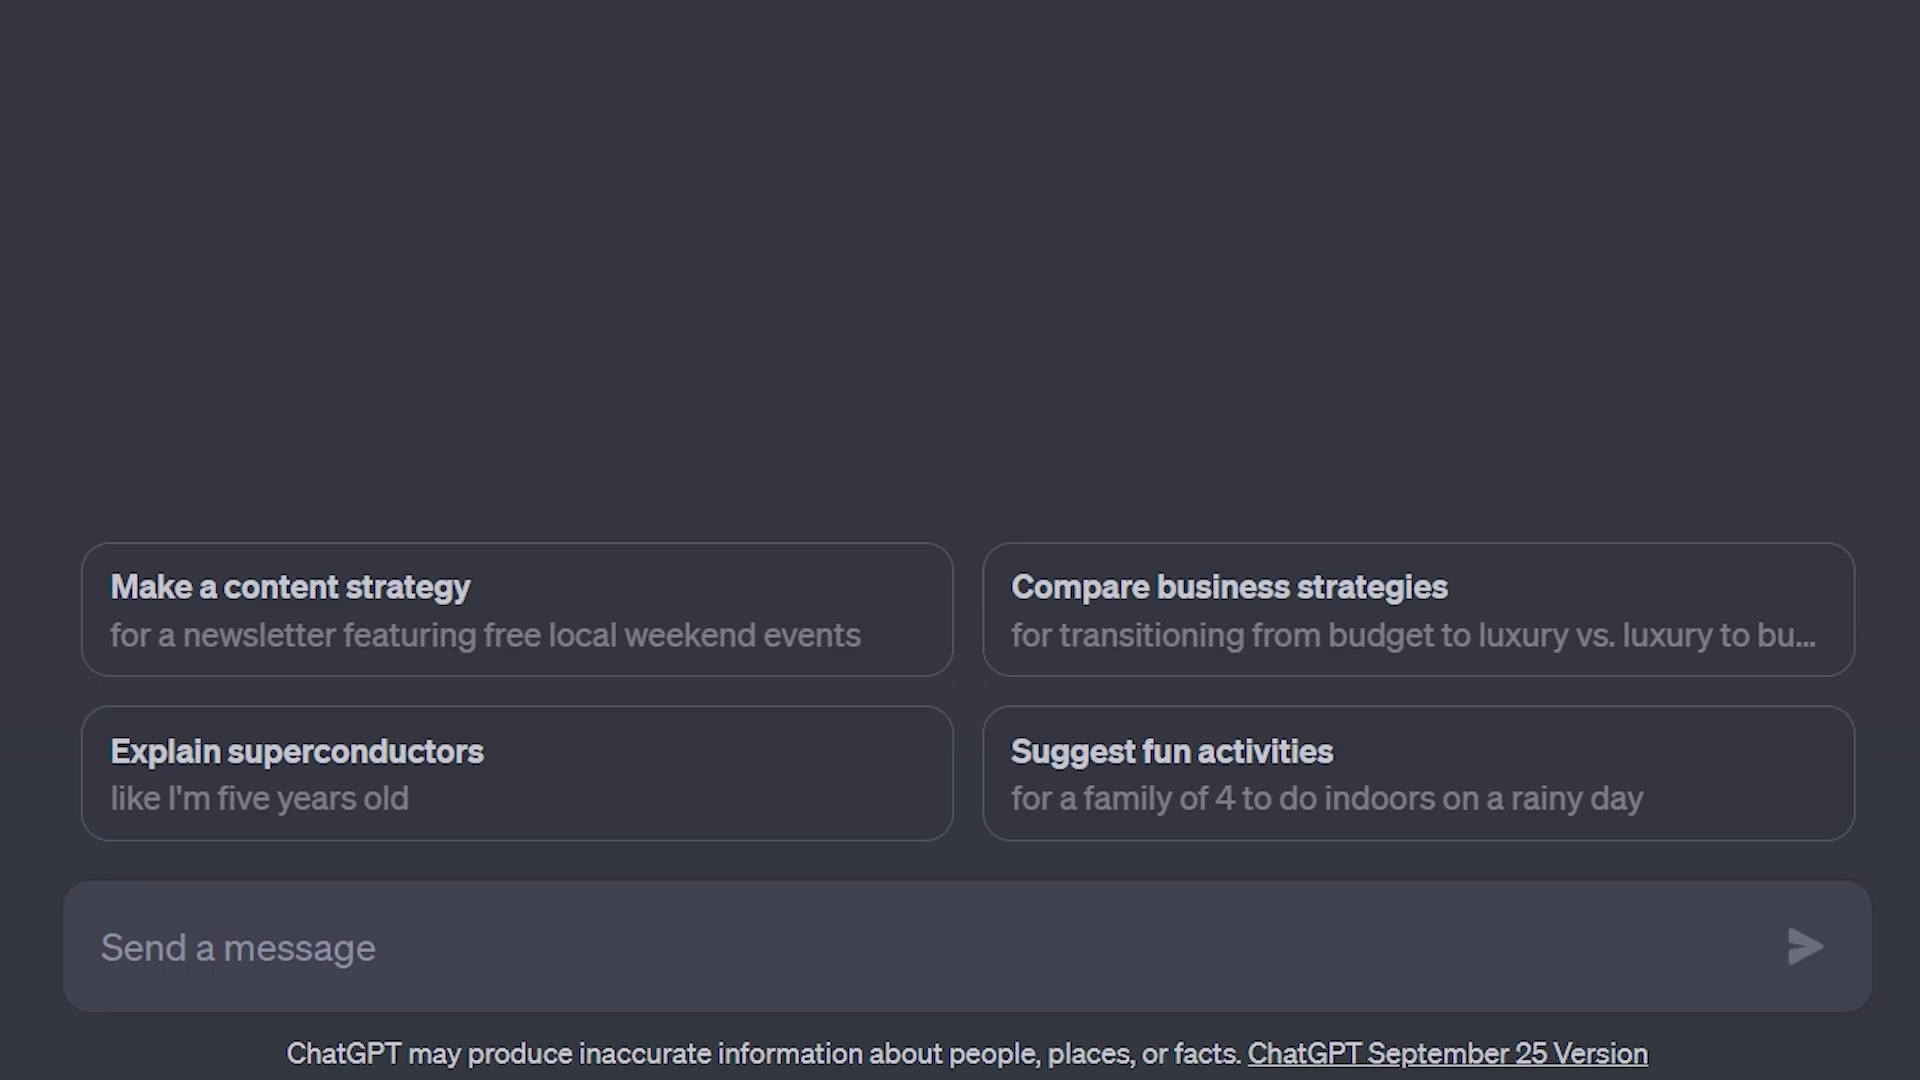 Make a content strategy
for a newsletter featuring free local weekend events
Compare business strategies
for transitioning from budget to luxury vs. luxury to bu...
Explain superconductors
like I'm five years old
Suggest fun activities
for a family of 4 to do indoors on a rainy day
Send a message
ChatGPT may produce inaccurate information about people, places, or facts. ChatGPT September 25 Version